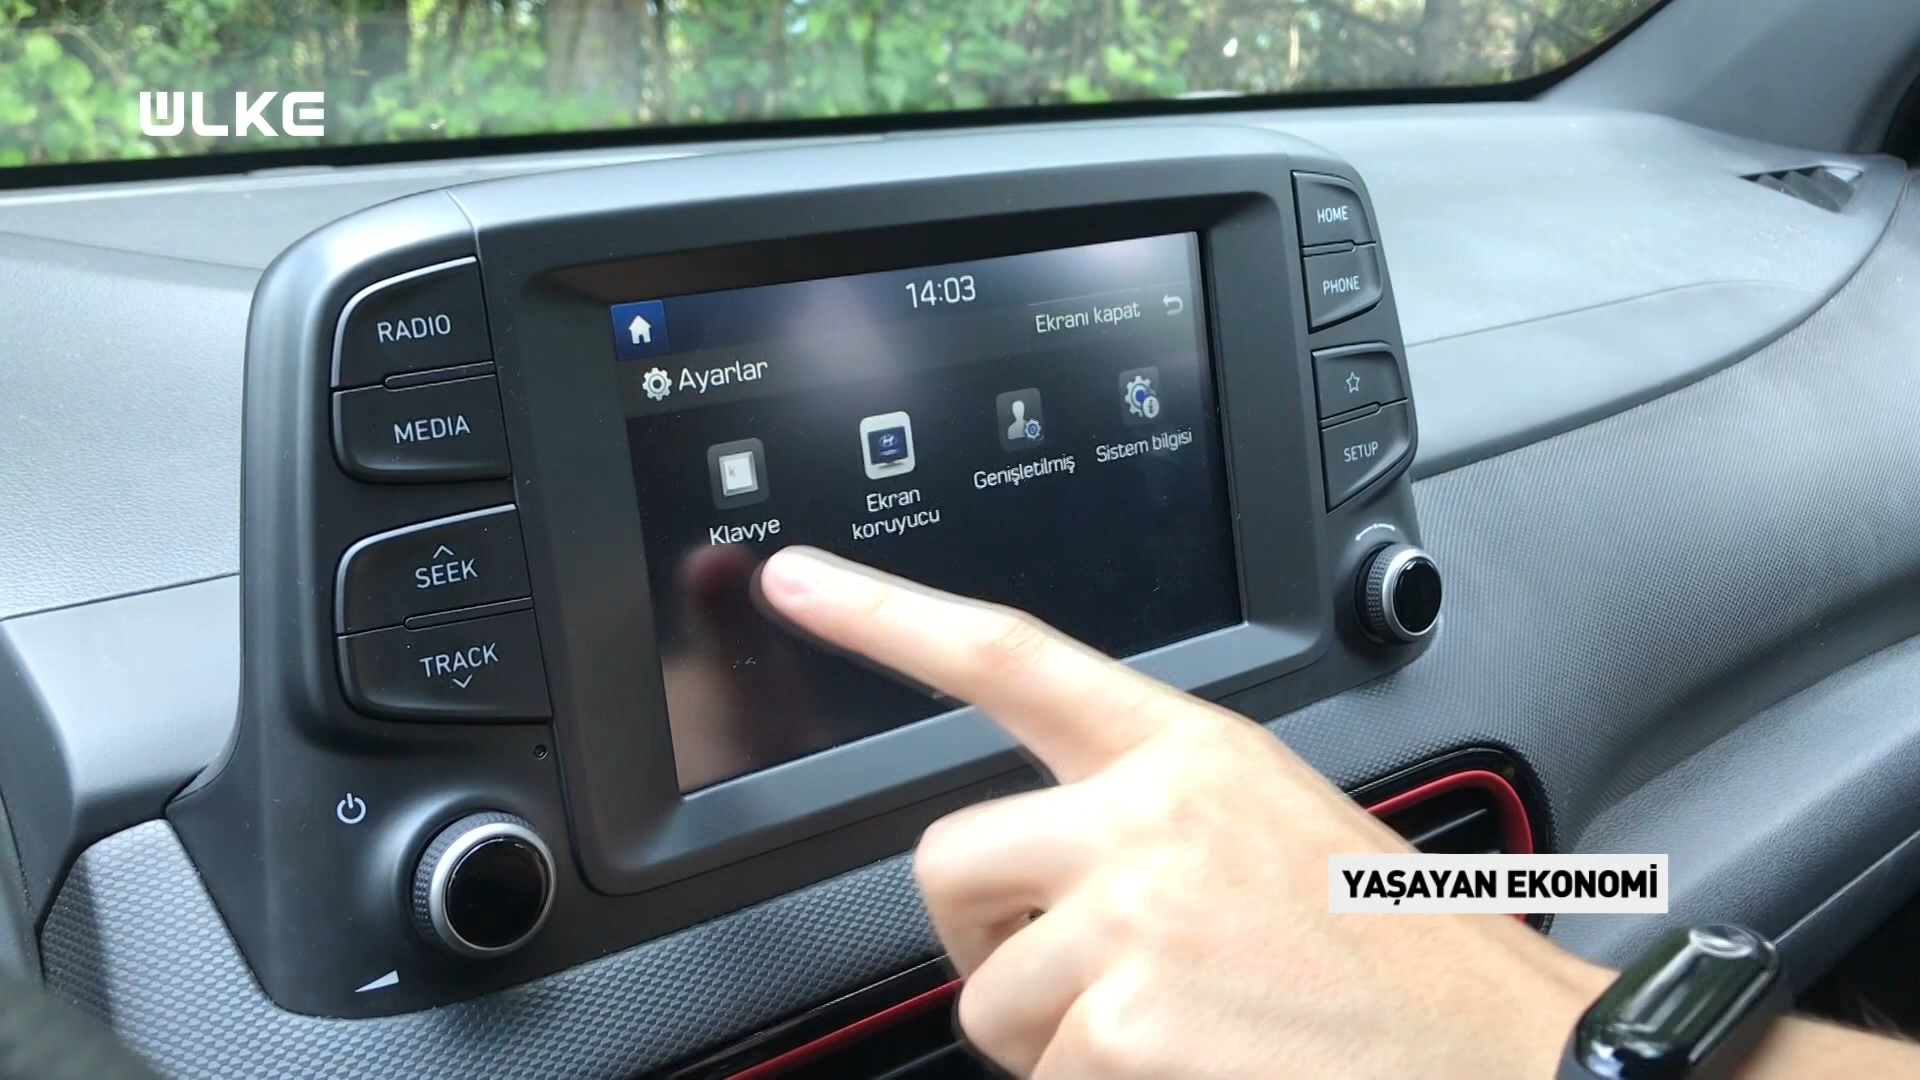 ÜLKE
HOME
PHONE
SETUP
RADIO
MEDIA
SEEK
TRACK
14:03
Ekranı kapat
Ayarlar
Klavye
Ekran
koruyucu
Genişletilmiş
Sistem bilgisi
YAŞAYAN EKONOMİ